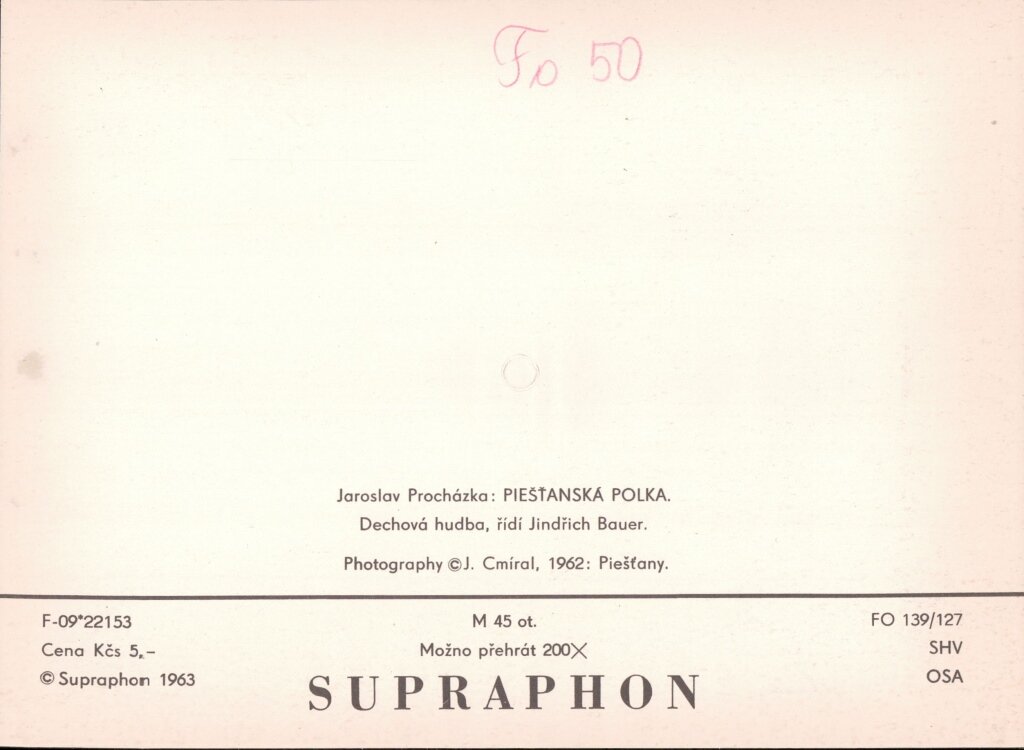 Fo 50
Jaroslav Procházka: PIEŠŤANSKÁ POLKA.
Dechová hudba, řídí Jindřich Bauer.
Photography © J. Cmíral, 1962: Piešťany.
F-09*22153
Cena Kčs 5,–
© Supraphon 1963
M 45 ot.
Možno přehrát 200X
SUPRAPHON
FO 139/127
SHV
OSA